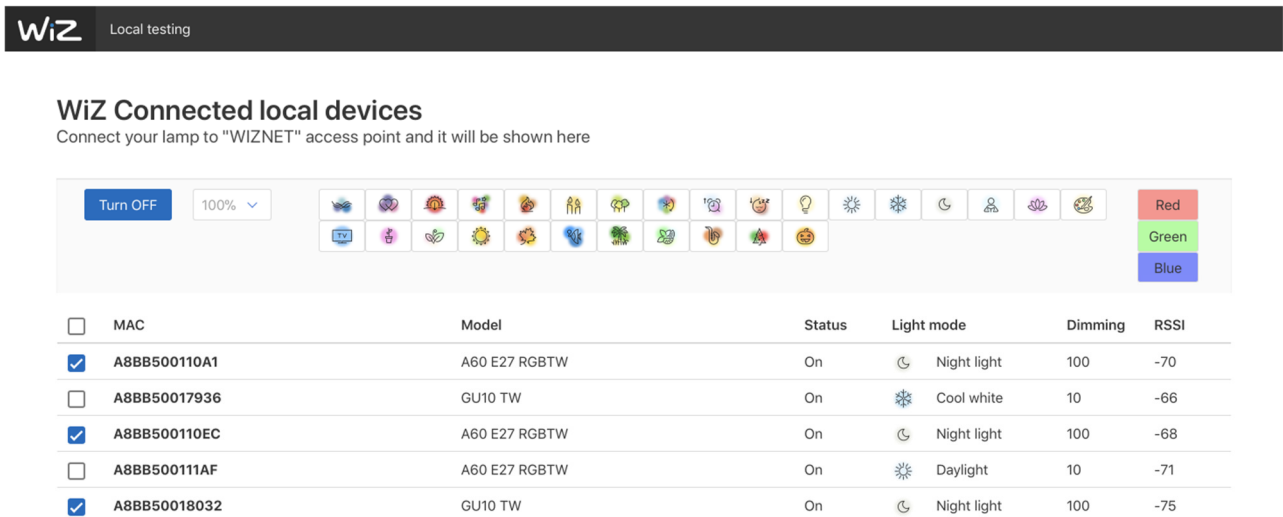 WiZ Local testing
WiZ Connected local devices
Connect your lamp to "WIZNET" access point and it will be shown here
Turn OFF 100% Red
TV Green
Blue
MAC Model Status Light mode Dimming RSSI
A8BB500110A1 A60 E27 RGBTW On Night light 100 -70
A8BB50017936 GU10 TW On Cool white 10 -66
A8BB500110EC A60 E27 RGBTW On Night light 100 -68
A8BB500111AF A60 E27 RGBTW On Daylight 10 -71
A8BB50018032 GU10 TW On Night light 100 -75